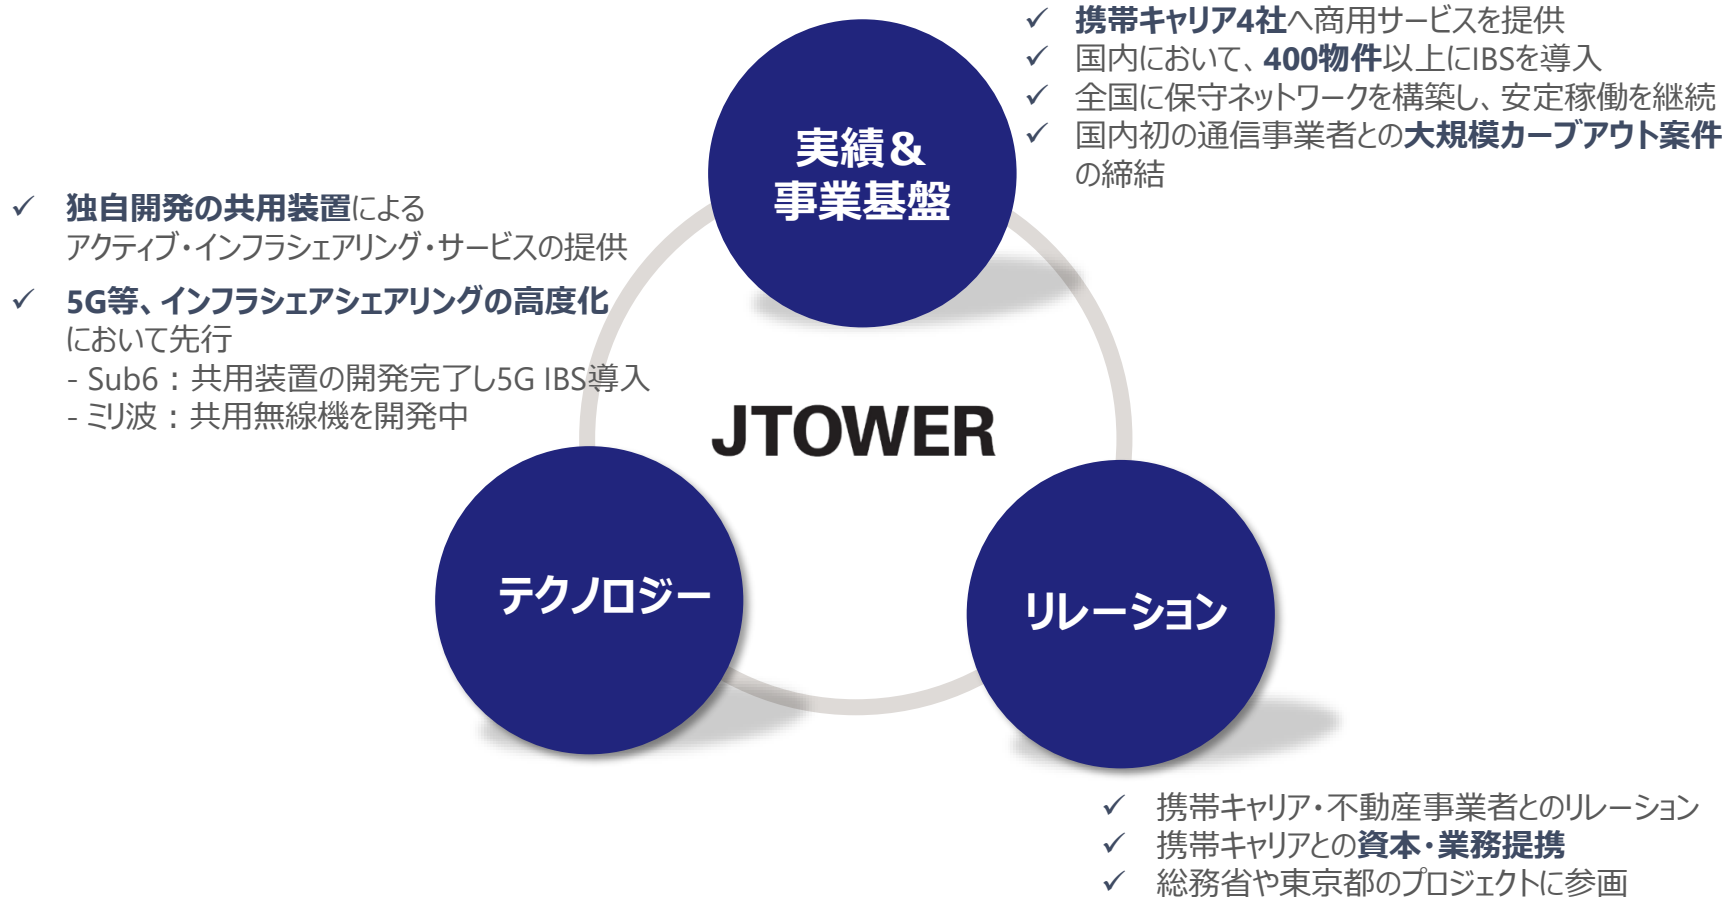 ✓ 携帯キャリア4社へ商用サービスを提供
✓ 国内において、400物件以上にIBSを導入
✓ 全国に保守ネットワークを構築し、安定稼働を継続
✓ 国内初の通信事業者との大規模カーブアウト案件
の締結
実績＆
事業基盤
✓ 独自開発の共用装置による
アクティブ・インフラシェアリング・サービスの提供
✓ 5G等、インフラシェアシェアリングの高度化
において先行
- Sub6：共用装置の開発完了し5G IBS導入
- ミリ波：共用無線機を開発中
JTOWER
テクノロジー
リレーション
✓ 携帯キャリア・不動産事業者とのリレーション
✓ 携帯キャリアとの資本・業務提携
✓ 総務省や東京都のプロジェクトに参画